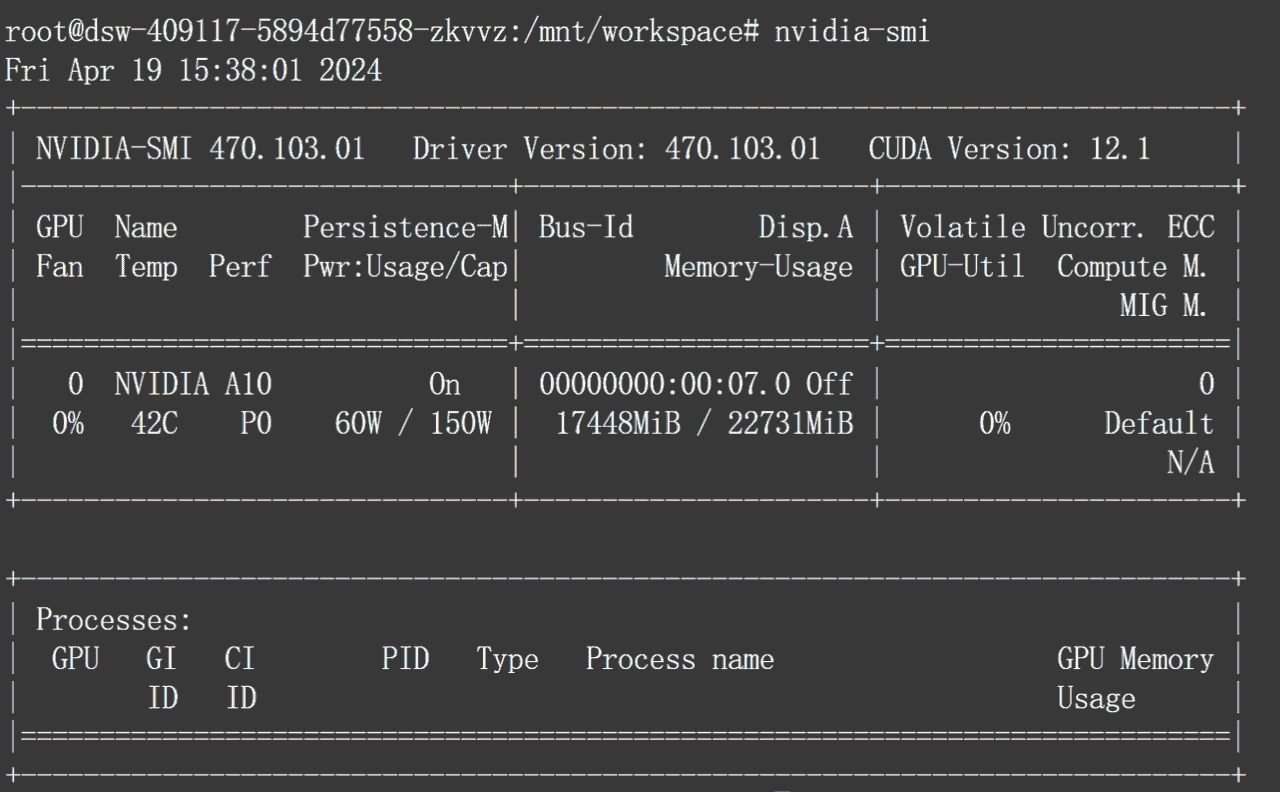 root@dsw-409117-5894d77558-zkvvz:/mnt/workspace# nvidia-smi
Fri Apr 19 15:38:01 2024
+-----------------------------------------------------------------------------+
| NVIDIA-SMI 470.103.01   Driver Version: 470.103.01   CUDA Version: 12.1     |
|-------------------------------+----------------------+----------------------+
| GPU  Name        Persistence-M| Bus-Id        Disp.A | Volatile Uncorr. ECC |
| Fan  Temp  Perf  Pwr:Usage/Cap|         Memory-Usage | GPU-Util  Compute M. |
|                               |                      |               MIG M. |
|===============================+======================+======================|
|   0  NVIDIA A10          On   | 00000000:00:07.0 Off |                    0 |
|  0%   42C    P0    60W / 150W |  17448MiB / 22731MiB |      0%      Default |
|                               |                      |                  N/A |
+-------------------------------+----------------------+----------------------+

+-----------------------------------------------------------------------------+
| Processes:                                                                  |
|  GPU   GI   CI        PID   Type   Process name                  GPU Memory |
|        ID   ID                                                   Usage      |
|=============================================================================|
+-----------------------------------------------------------------------------+